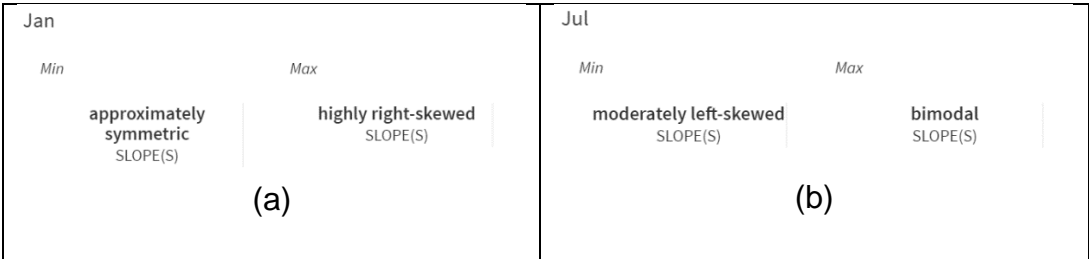 Jan
Min
Max
approximately
symmetric
SLOPE(S)
highly right-skewed
SLOPE(S)
(a)
Jul
Min
Max
moderately left-skewed
SLOPE(S)
bimodal
SLOPE(S)
(b)